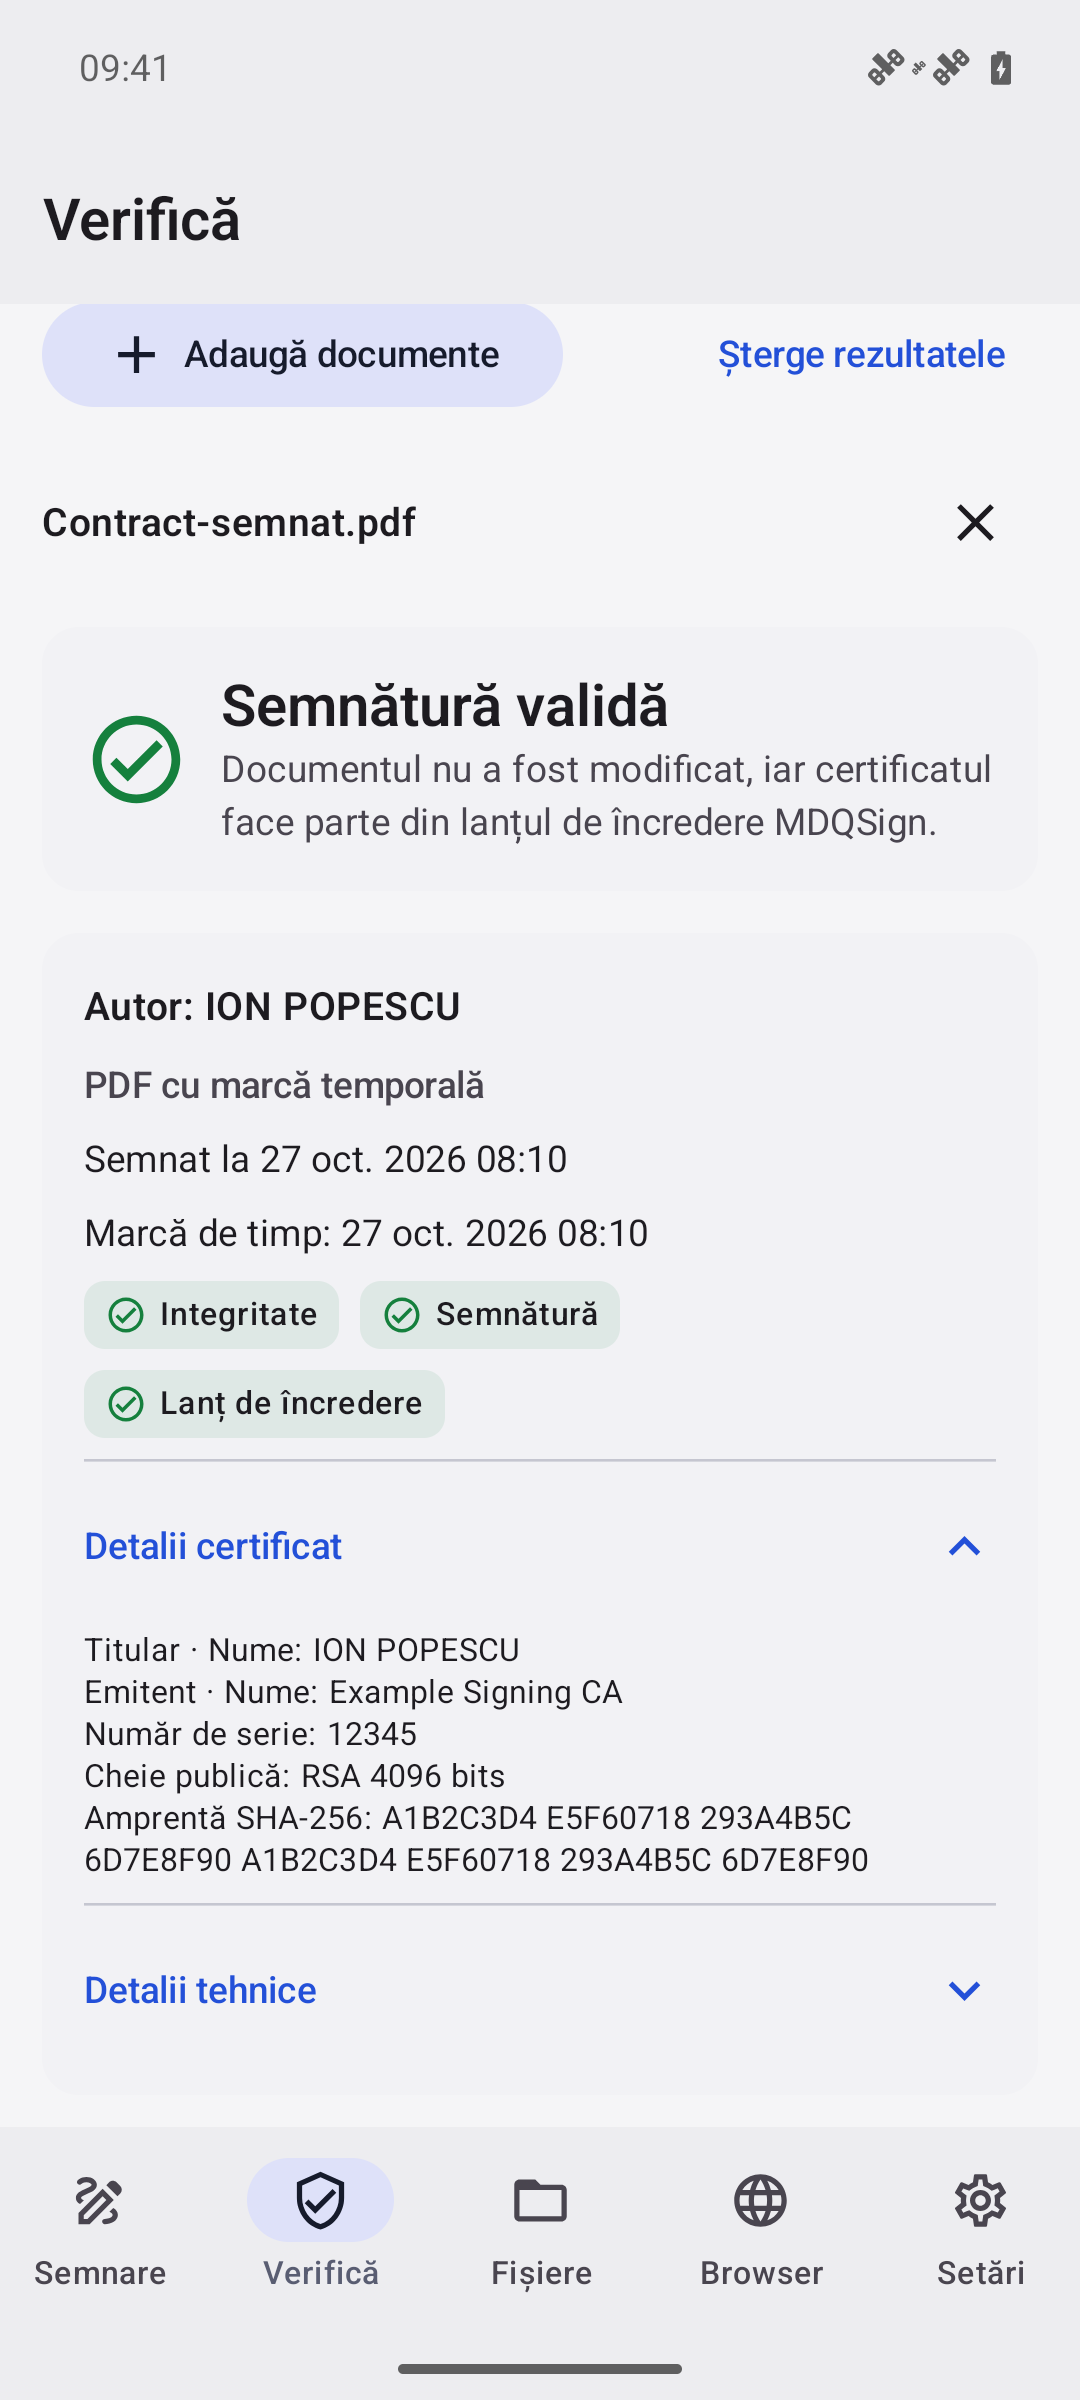 09:41
Verifică
Adaugă documente
Șterge rezultatele
Contract-semnat.pdf
Semnătură validă
Documentul nu a fost modificat, iar certificatul
face parte din lanțul de încredere MDQSign.
Autor: ION POPESCU
PDF cu marcă temporală
Semnat la 27 oct. 2026 08:10
Marcă de timp: 27 oct. 2026 08:10
Integritate
Semnătură
Lanț de încredere
Detalii certificat
Titular · Nume: ION POPESCU
Emitent · Nume: Example Signing CA
Număr de serie: 12345
Cheie publică: RSA 4096 bits
Amprentă SHA-256: A1B2C3D4 E5F60718 293A4B5C
6D7E8F90 A1B2C3D4 E5F60718 293A4B5C 6D7E8F90
Detalii tehnice
Semnare
Verifică
Fișiere
Browser
Setări